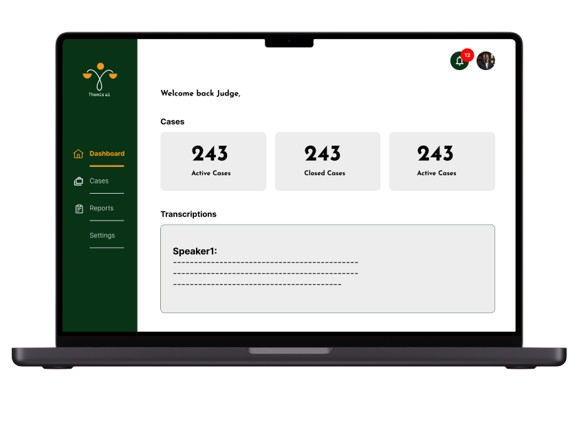 Themis AI
12
Welcome back Judge,
Cases
243
Active Cases
243
Closed Cases
243
Active Cases
Dashboard
Cases
Reports
Settings
Transcriptions
Speaker1: